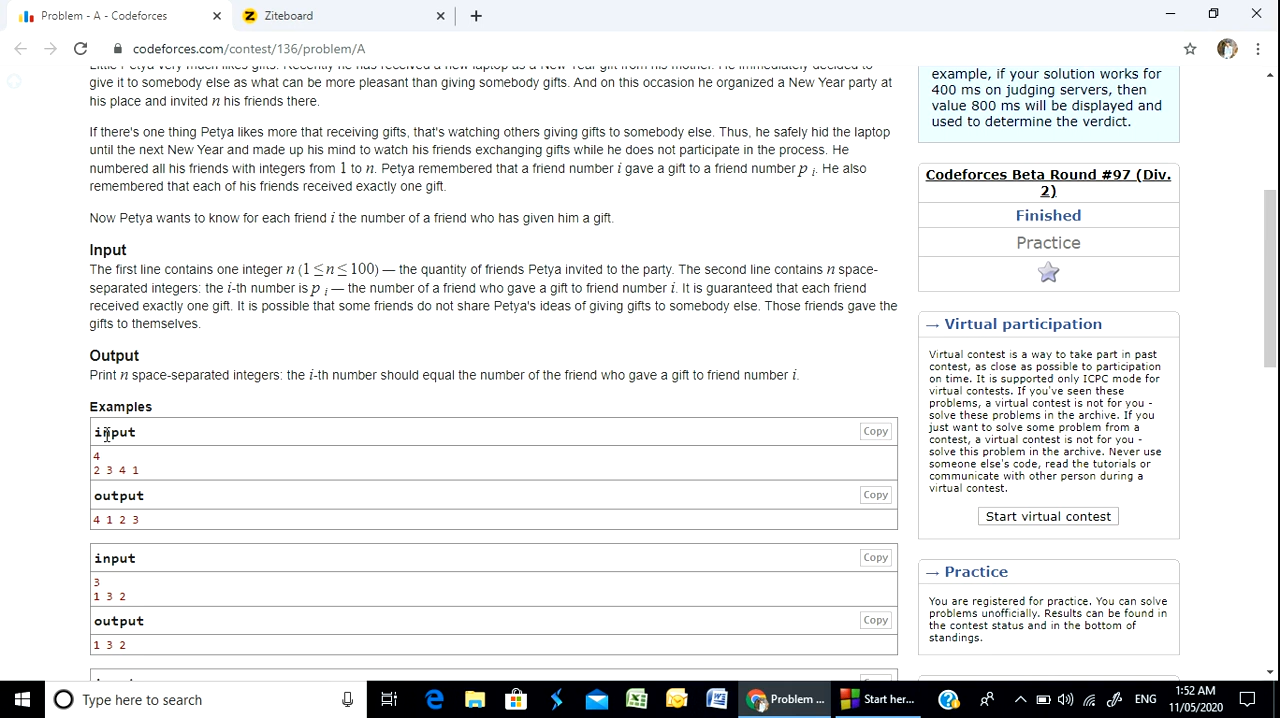 Problem - A - Codeforces
Ziteboard
codeforces.com/contest/136/problem/A
give it to somebody else as what can be more pleasant than giving somebody gifts. And on this occasion he organized a New Year party at
his place and invited n his friends there.
If there's one thing Petya likes more that receiving gifts, that's watching others giving gifts to somebody else. Thus, he safely hid the laptop
until the next New Year and made up his mind to watch his friends exchanging gifts while he does not participate in the process. He
numbered all his friends with integers from 1 to n. Petya remembered that a friend number i gave a gift to a friend number p i. He also
remembered that each of his friends received exactly one gift.
Now Petya wants to know for each friend i the number of a friend who has given him a gift.
Input
The first line contains one integer n (1 ≤ n ≤ 100) — the quantity of friends Petya invited to the party. The second line contains n space-
separated integers: the i-th number is p i — the number of a friend who gave a gift to friend number i. It is guaranteed that each friend
received exactly one gift. It is possible that some friends do not share Petya's ideas of giving gifts to somebody else. Those friends gave the
gifts to themselves.
Output
Print n space-separated integers: the i-th number should equal the number of the friend who gave a gift to friend number i.
Examples
input
Copy
4
2 3 4 1
output
Copy
4 1 2 3
input
Copy
3
1 3 2
output
Copy
1 3 2
example, if your solution works for
400 ms on judging servers, then
value 800 ms will be displayed and
used to determine the verdict.
Codeforces Beta Round #97 (Div.
2)
Finished
Practice
→ Virtual participation
Virtual contest is a way to take part in past
contest, as close as possible to participation
on time. It is supported only ICPC mode for
virtual contests. If you've seen these
problems, a virtual contest is not for you -
solve these problems in the archive. If you
just want to solve some problem from a
contest, a virtual contest is not for you -
solve this problem in the archive. Never use
someone else's code, read the tutorials or
communicate with other person during a
virtual contest.
Start virtual contest
→ Practice
You are registered for practice. You can solve
problems unofficially. Results can be found in
the contest status and in the bottom of
standings.
Type here to search
Problem ...
Start her...
ENG
1:52 AM
11/05/2020